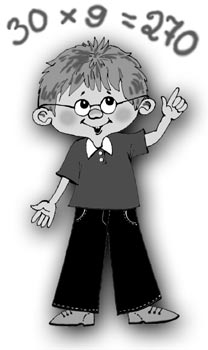 30 × 9 = 270